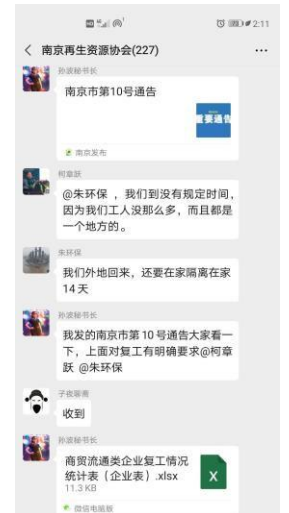 2:11
南京再生资源协会(227)
...
孙波秘书长
南京市第10号通告
重要通告
南京发布
柯章跃
@朱环保 ，我们到没有规定时间，
因为我们工人没那么多，而且都是
一个地方的。
朱环保
我们外地回来，还要在家隔离在家
14天
孙波秘书长
我发的南京市第10号通告大家看一
下，上面对复工有明确要求@柯章
跃 @朱环保
子夜聊斋
收到
孙波秘书长
商贸流通类企业复工情况
统计表（企业表）.xlsx
X
11.3 KB
微信电脑版